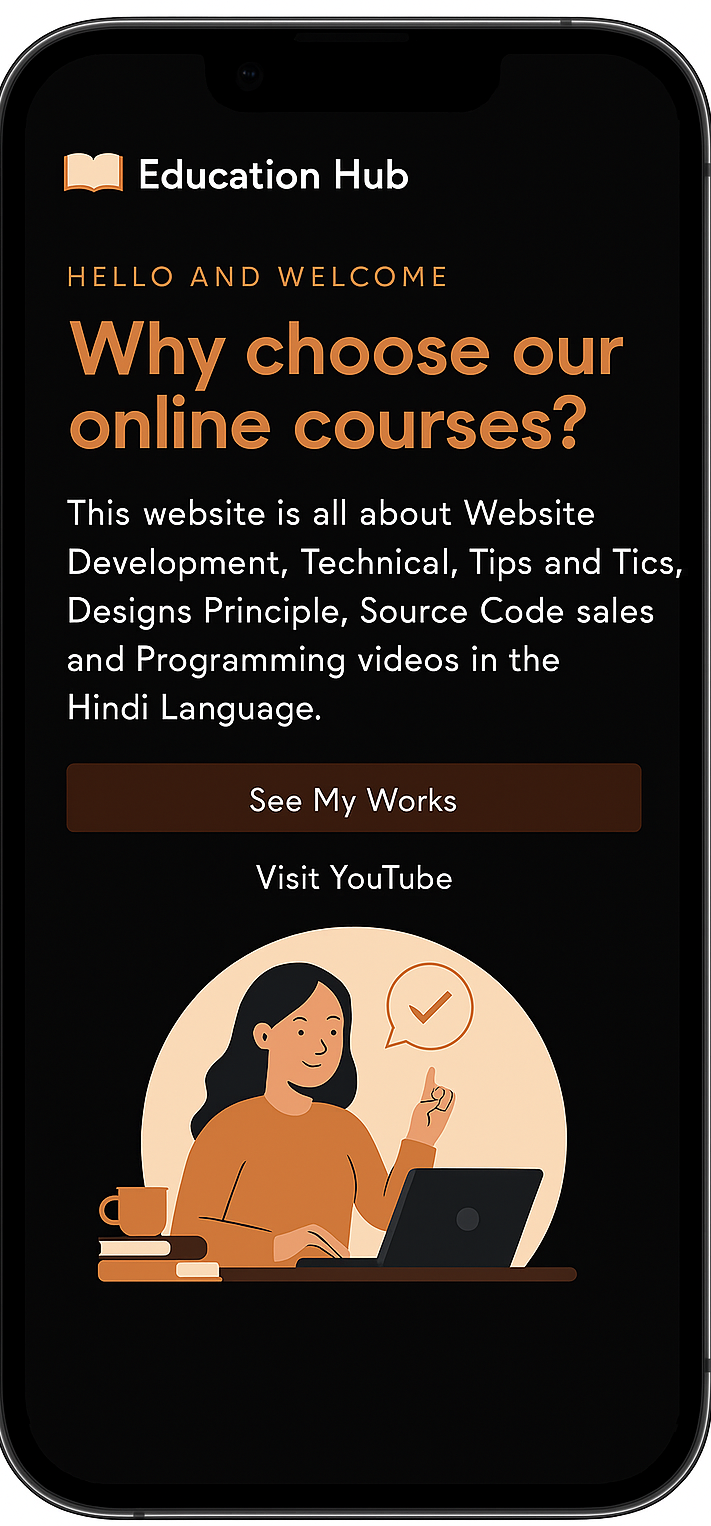 Education Hub
HELLO AND WELCOME
Why choose our
online courses?
This website is all about Website
Development, Technical, Tips and Tics,
Designs Principle, Source Code sales
and Programming videos in the
Hindi Language.
See My Works
Visit YouTube